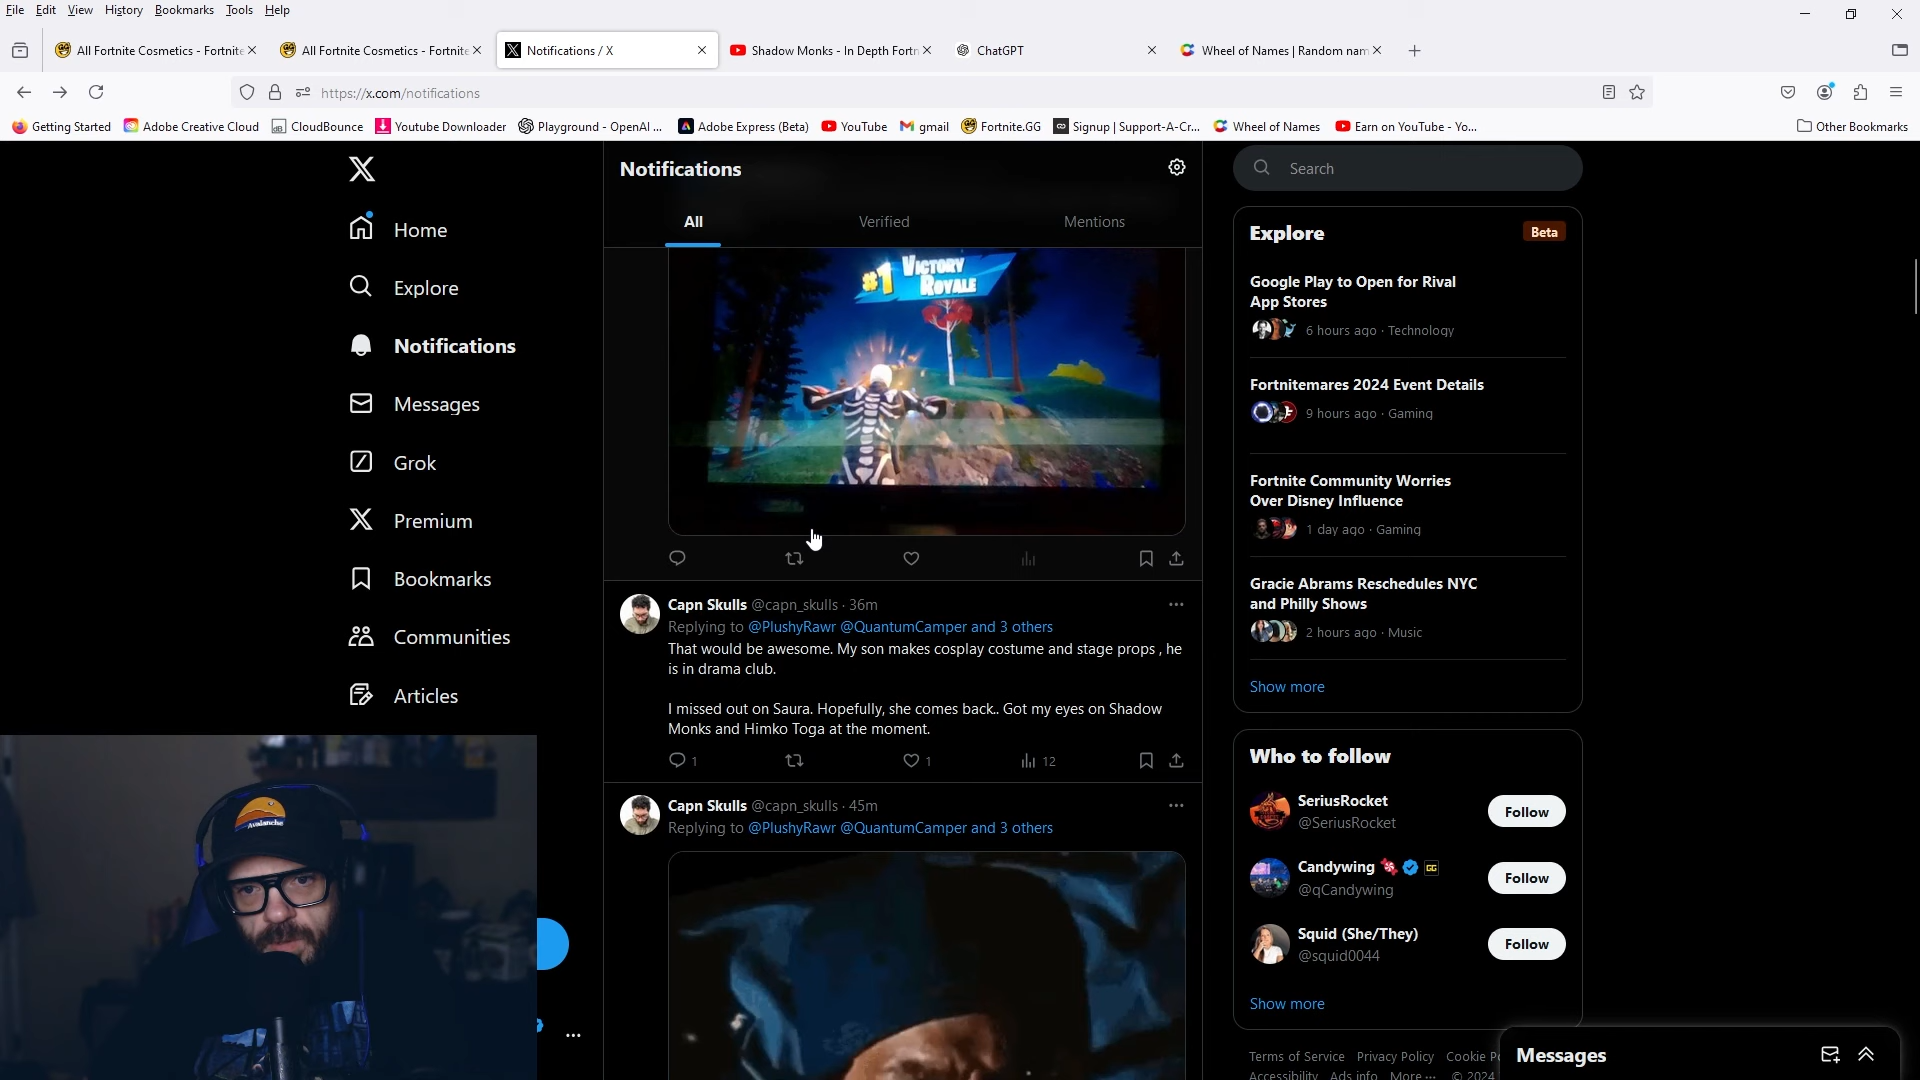 File Edit View History Bookmarks Tools Help
All Fortnite Cosmetics - Fortnite
All Fortnite Cosmetics - Fortnite
Notifications / X
Shadow Monks - In Depth Fortn
ChatGPT
Wheel of Names | Random nam
https://x.com/notifications
Getting Started
Adobe Creative Cloud
CloudBounce
Youtube Downloader
Playground - OpenAI ...
Adobe Express (Beta)
YouTube
gmail
Fortnite.GG
Signup | Support-A-Cr...
Wheel of Names
Earn on YouTube - Yo...
Other Bookmarks
Home
Explore
Notifications
Messages
Grok
Premium
Bookmarks
Communities
Articles
Avalanche
Notifications
All
Verified
Mentions
#1 VICTORY
ROYALE
Capn Skulls @capn_skulls · 36m
Replying to @PlushyRawr @QuantumCamper and 3 others
That would be awesome. My son makes cosplay costume and stage props , he
is in drama club.
I missed out on Saura. Hopefully, she comes back.. Got my eyes on Shadow
Monks and Himko Toga at the moment.
1
1
12
Capn Skulls @capn_skulls · 45m
Replying to @PlushyRawr @QuantumCamper and 3 others
Search
Explore
Beta
Google Play to Open for Rival
App Stores
6 hours ago · Technology
Fortnitemares 2024 Event Details
9 hours ago · Gaming
Fortnite Community Worries
Over Disney Influence
1 day ago · Gaming
Gracie Abrams Reschedules NYC
and Philly Shows
2 hours ago · Music
Show more
Who to follow
SeriusRocket
@SeriusRocket
Follow
Candywing
GG
@qCandywing
Follow
Squid (She/They)
@squid0044
Follow
Show more
Terms of Service Privacy Policy Cookie Po
Accessibility Ads info More ··· © 2024
Messages